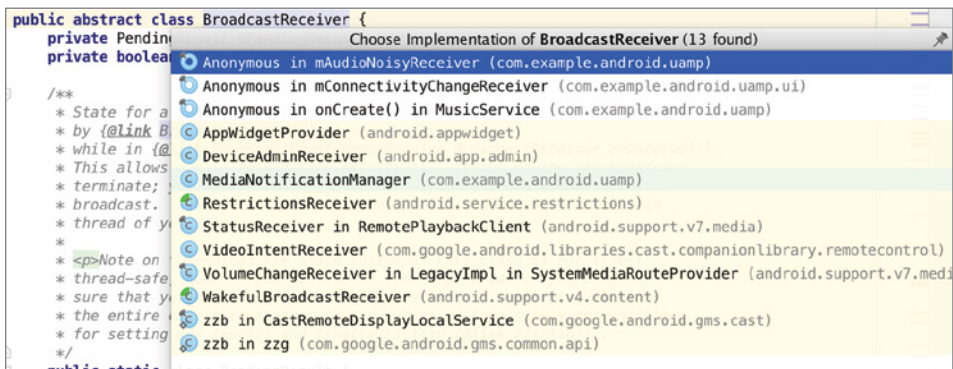 public abstract class BroadcastReceiver {
private Pending
private boolean
Choose Implementation of BroadcastReceiver (13 found)
Anonymous in mAudioNoisyReceiver (com.example.android.uamp)
Anonymous in mConnectivityChangeReceiver (com.example.android.uamp.ui)
/**
Anonymous in onCreate() in MusicService (com.example.android.uamp)
* State for a
AppWidgetProvider (android.appwidget)
* by {@link B
DeviceAdminReceiver (android.app.admin)
* while in {@
MediaNotificationManager (com.example.android.uamp)
* This allows
* terminate;
RestrictionsReceiver (android.service.restrictions)
* broadcast.
StatusReceiver in RemotePlaybackClient (android.support.v7.media)
* thread of y
*
VideoIntentReceiver (com.google.android.libraries.cast.companionlibrary.remotecontrol)
* <p>Note on
VolumeChangeReceiver in LegacyImpl in SystemMediaRouteProvider (android.support.v7.medi
* thread-safe
WakefulBroadcastReceiver (android.support.v4.content)
* sure that y
zzb in CastRemoteDisplayLocalService (com.google.android.gms.cast)
* the entire
zzb in zzg (com.google.android.gms.common.api)
* for setting
*/
public static